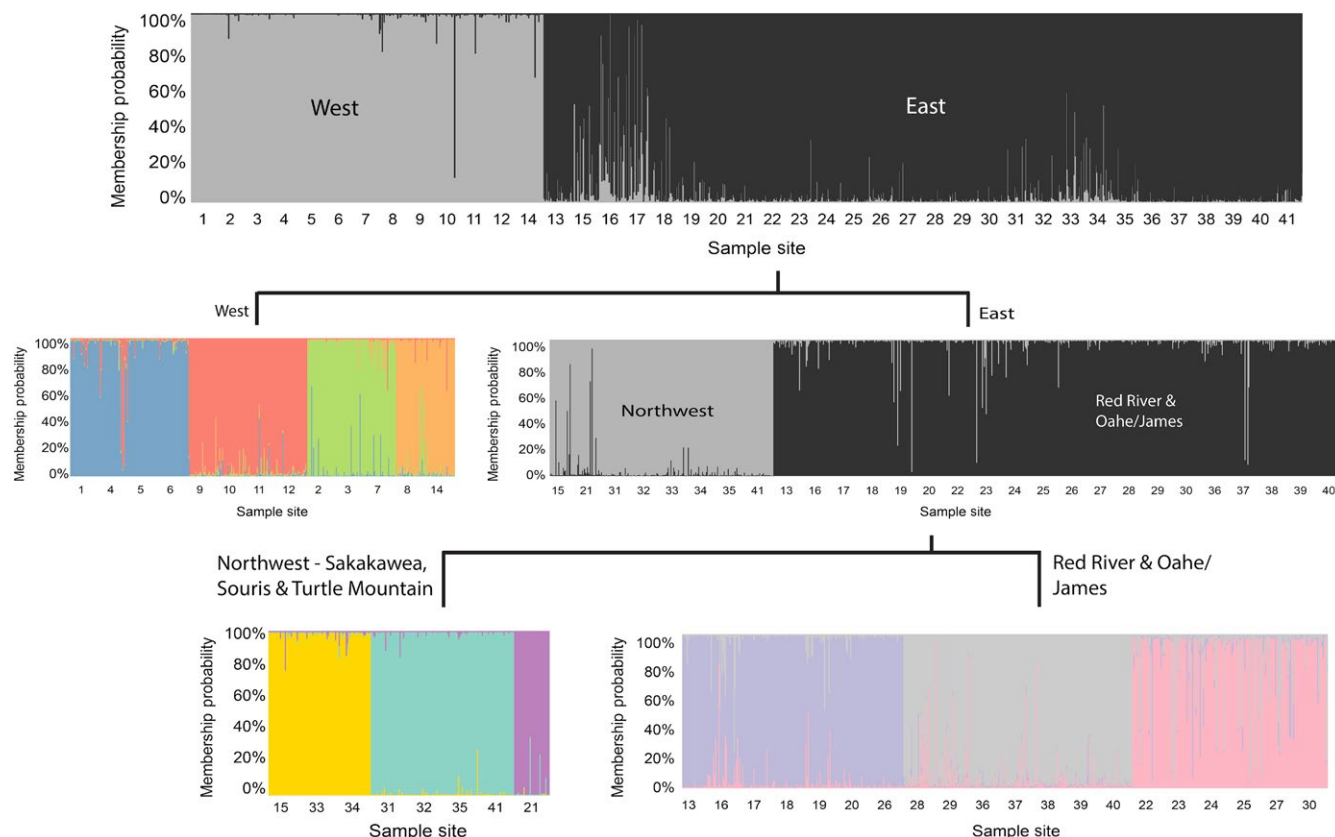 Membership probability
100%
80%
60%
40%
20%
0%
West
East
1 2 3 4 5 6 7 8 9 10 11 12 14 13 15 16 17 18 19 20 21 22 23 24 25 26 27 28 29 30 31 32 33 34 35 36 37 38 39 40 41
Sample site
West
East
Membership probability
100%
80%
60%
40%
20%
0%
1 4 5 6 9 10 11 12 2 3 7 8 14
Sample site
Membership probability
100%
80%
60%
40%
20%
0%
Northwest
Red River &
Oahe/James
15 21 31 32 33 34 35 41 13 16 17 18 19 20 22 23 24 25 26 27 28 29 30 36 37 38 39 40
Sample site
Northwest - Sakakawea,
Souris & Turtle Mountain
Red River & Oahe/
James
Membership probability
100%
80%
60%
40%
20%
0%
15 33 34 31 32 35 41 21
Sample site
Membership probability
100%
80%
60%
40%
20%
0%
13 16 17 18 19 20 26 28 29 36 37 38 39 40 22 23 24 25 27 30
Sample site